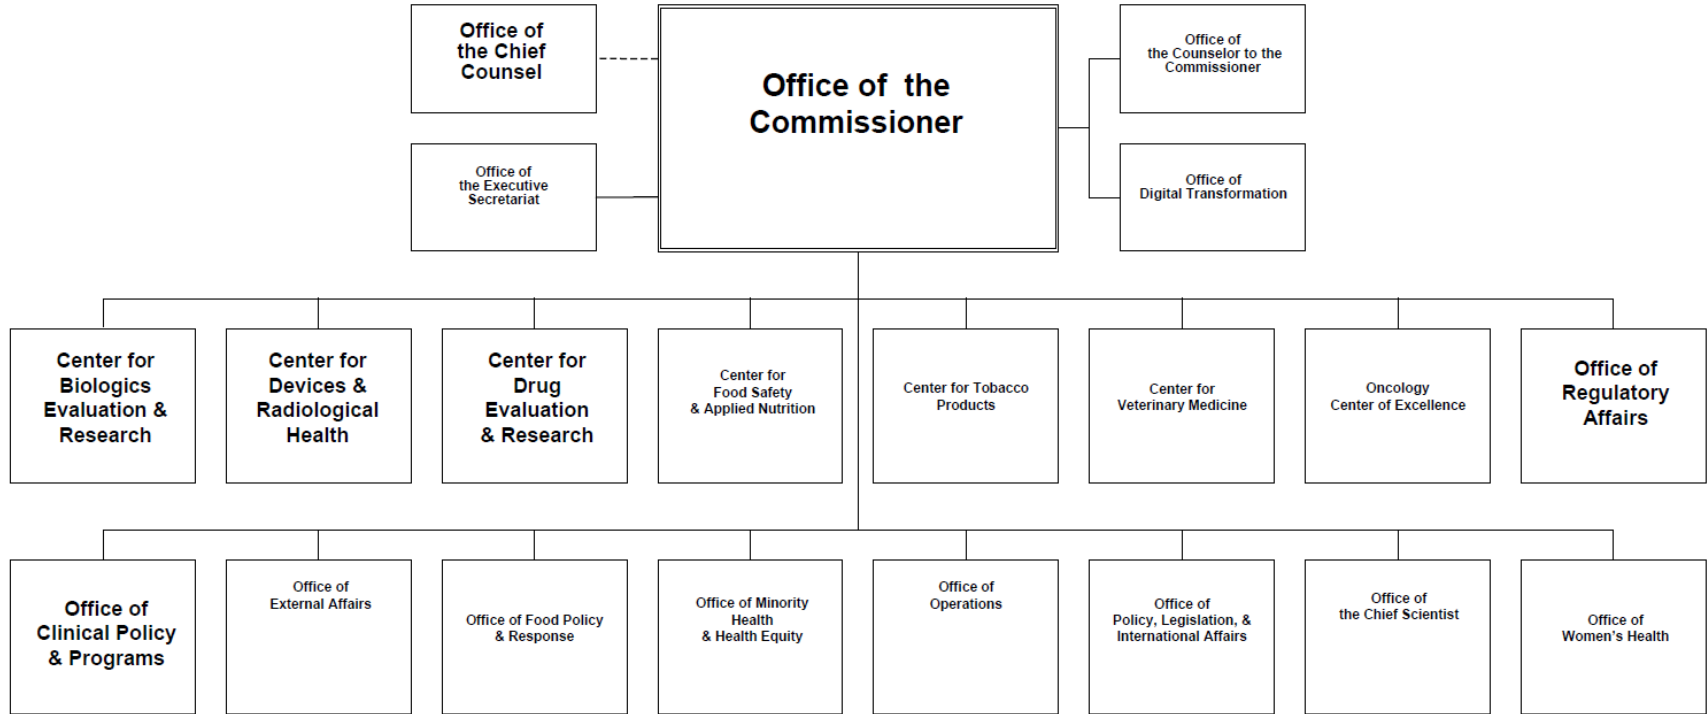 Office of
the Chief
Counsel
Office of the
Commissioner
Office of
the Counselor to the
Commissioner
Office of
the Executive
Secretariat
Office of
Digital Transformation
Center for
Biologics
Evaluation &
Research
Center for
Devices &
Radiological
Health
Center for
Drug
Evaluation
& Research
Center for
Food Safety
& Applied Nutrition
Center for Tobacco
Products
Center for
Veterinary Medicine
Oncology
Center of Excellence
Office of
Regulatory
Affairs
Office of
Clinical Policy
& Programs
Office of
External Affairs
Office of Food Policy
& Response
Office of Minority
Health
& Health Equity
Office of
Operations
Office of
Policy, Legislation, &
International Affairs
Office of
the Chief Scientist
Office of
Women's Health